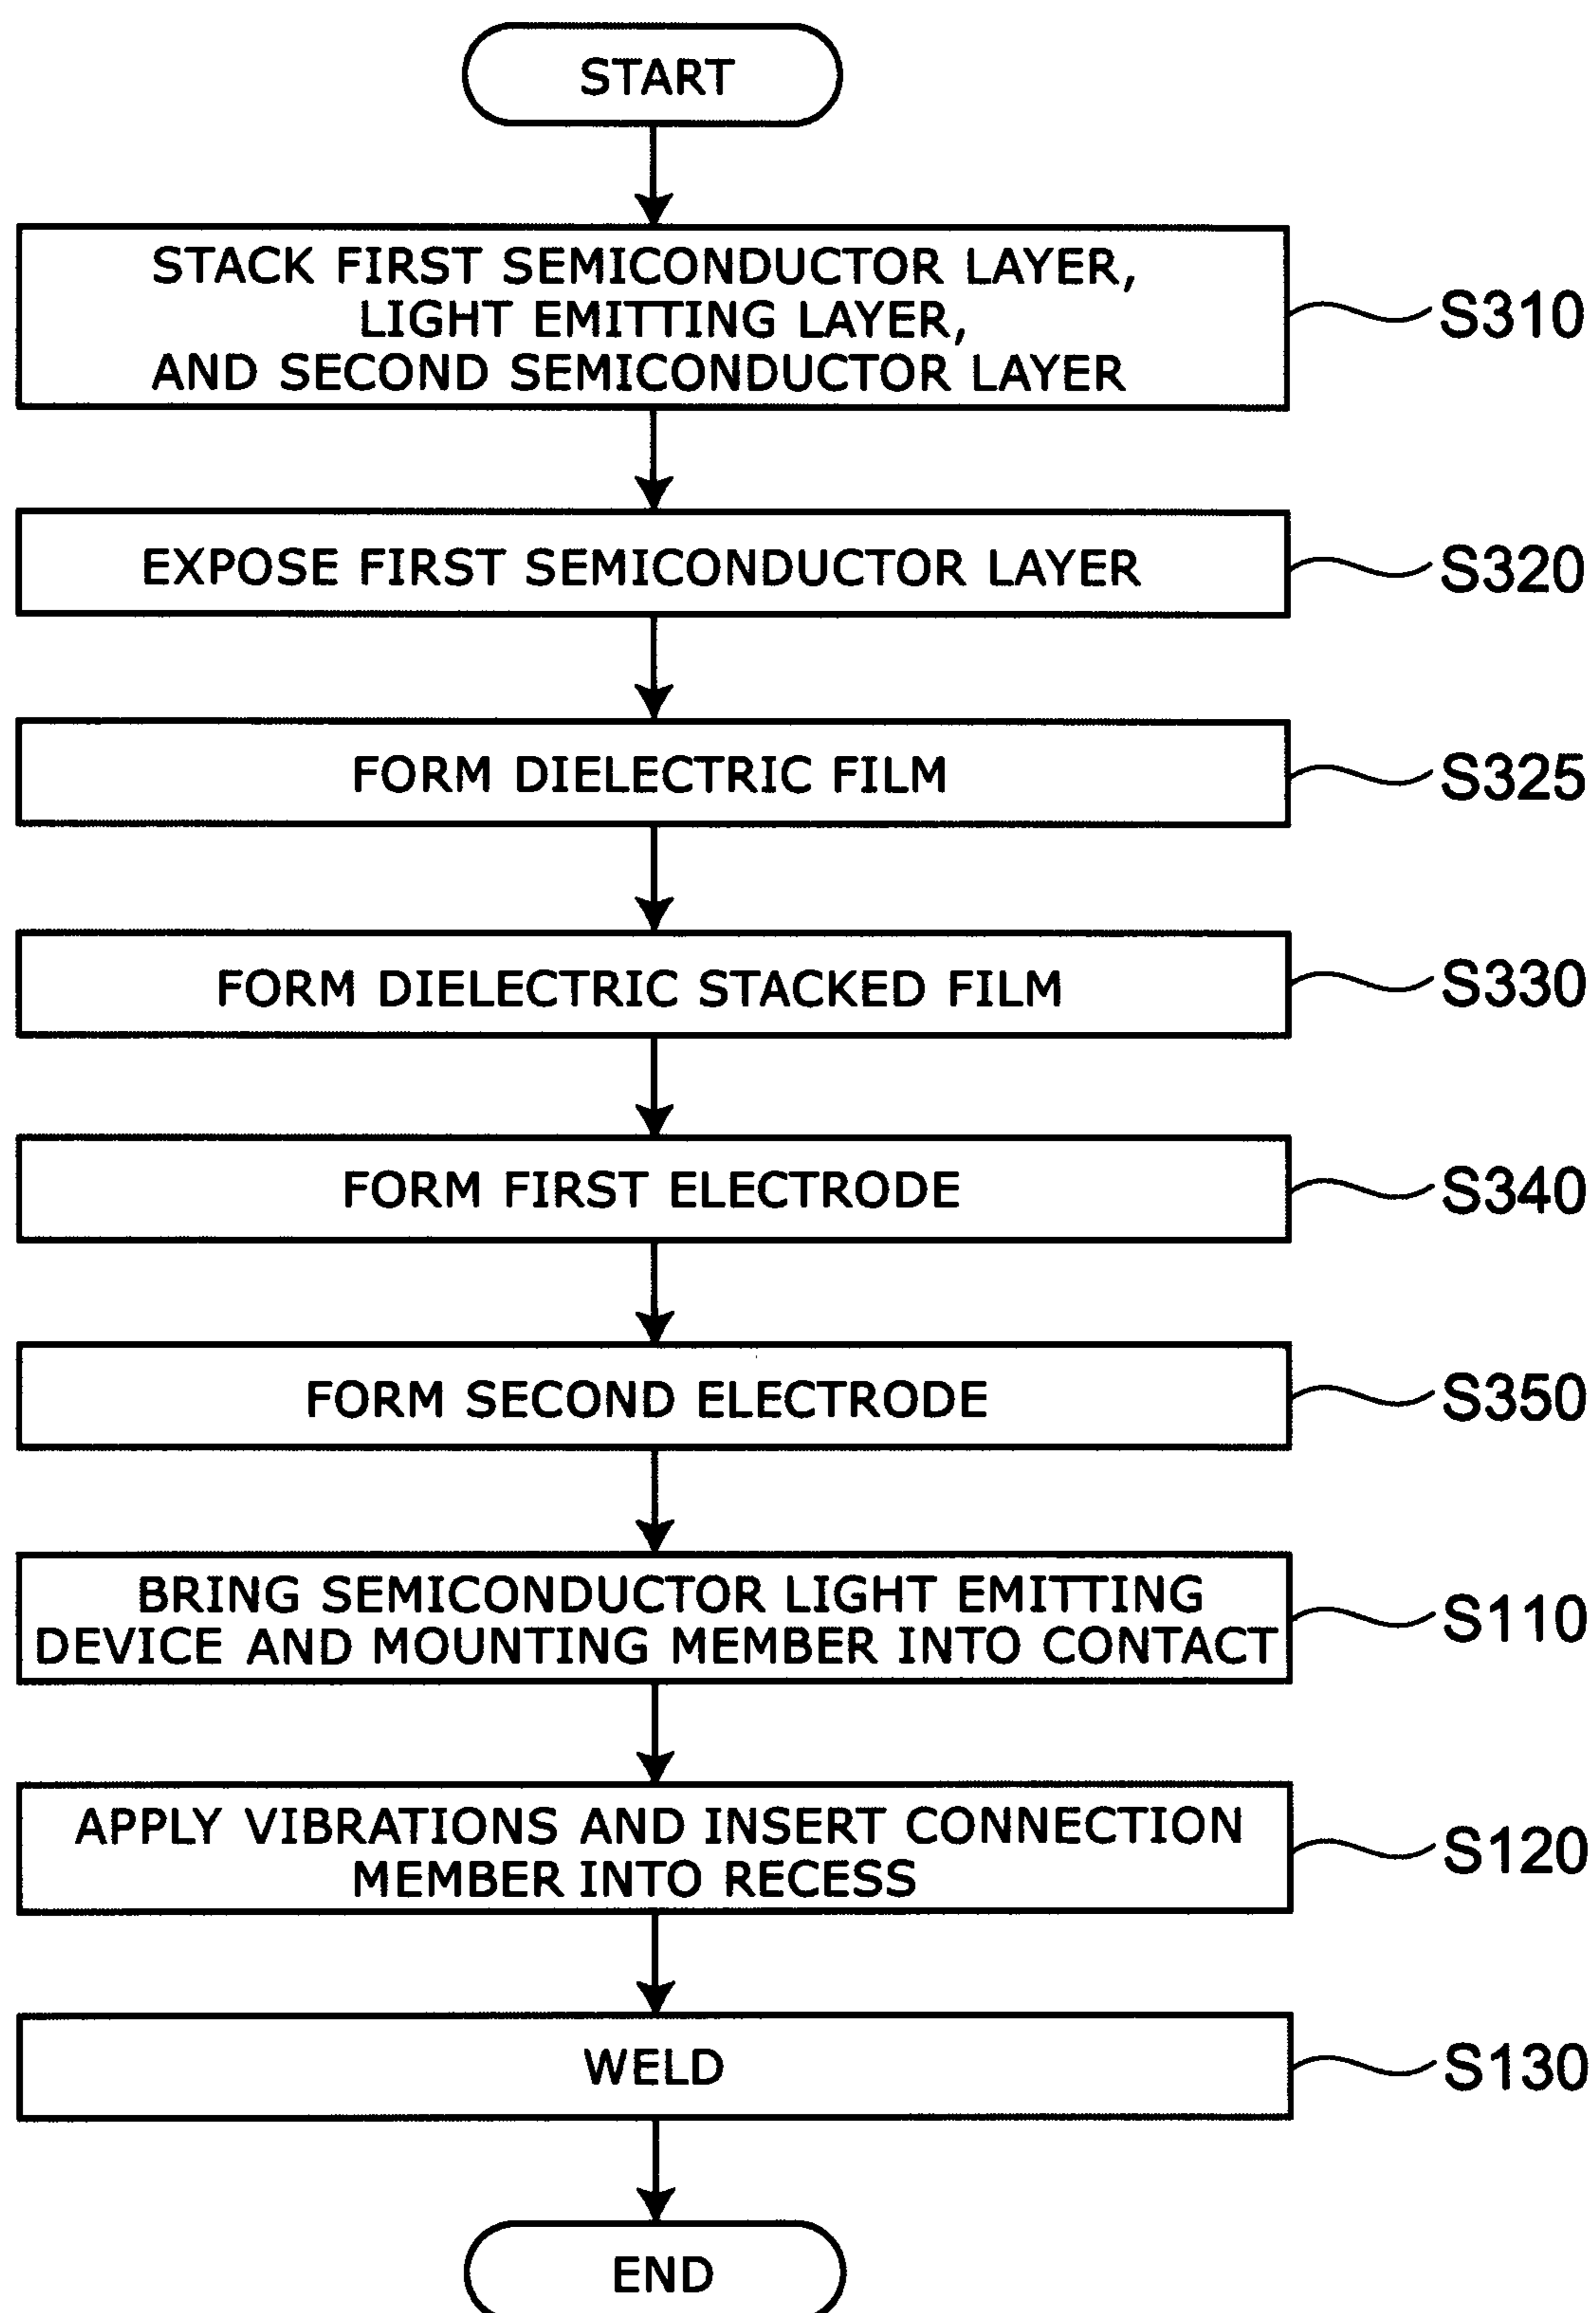 START
STACK FIRST SEMICONDUCTOR LAYER,
LIGHT EMITTING LAYER,
AND SECOND SEMICONDUCTOR LAYER
S310
EXPOSE FIRST SEMICONDUCTOR LAYER
S320
FORM DIELECTRIC FILM
S325
FORM DIELECTRIC STACKED FILM
S330
FORM FIRST ELECTRODE
S340
FORM SECOND ELECTRODE
S350
BRING SEMICONDUCTOR LIGHT EMITTING
DEVICE AND MOUNTING MEMBER INTO CONTACT
S110
APPLY VIBRATIONS AND INSERT CONNECTION
MEMBER INTO RECESS
S120
WELD
S130
END